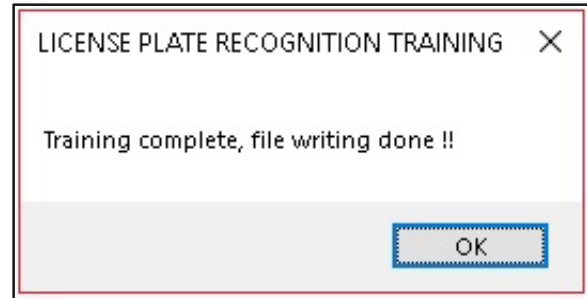 LICENSE PLATE RECOGNITION TRAINING
Training complete, file writing done !!
OK